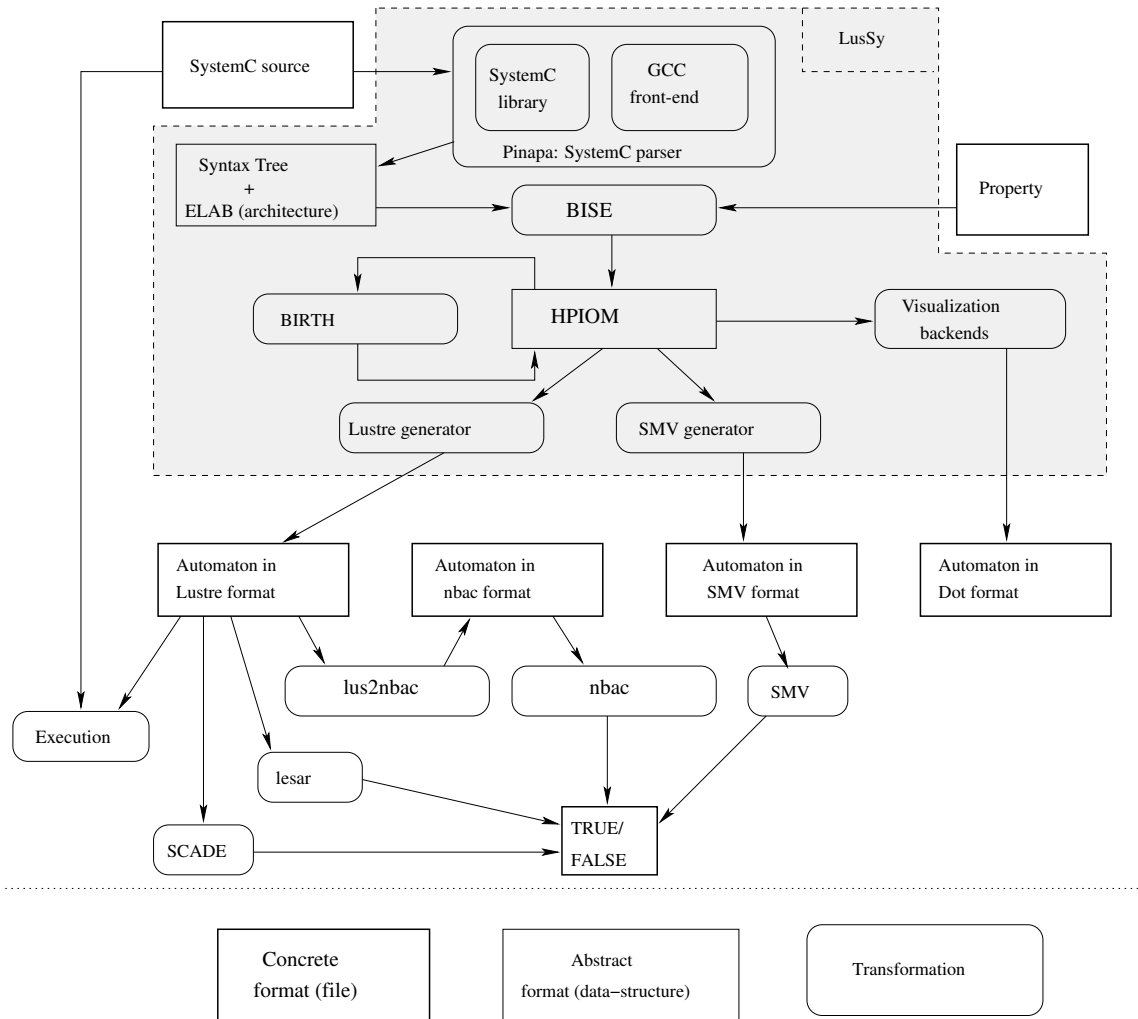 LusSy
SystemC source
SystemC
library
GCC
front-end
Pinapa: SystemC parser
Syntax Tree
+
ELAB (architecture)
BISE
Property
BIRTH
HPIOM
Visualization
backends
Lustre generator
SMV generator
Automaton in
Lustre format
Automaton in
nbac format
Automaton in
SMV format
Automaton in
Dot format
lus2nbac
nbac
SMV
Execution
lesar
SCADE
TRUE/
FALSE
Concrete
format (file)
Abstract
format (data−structure)
Transformation